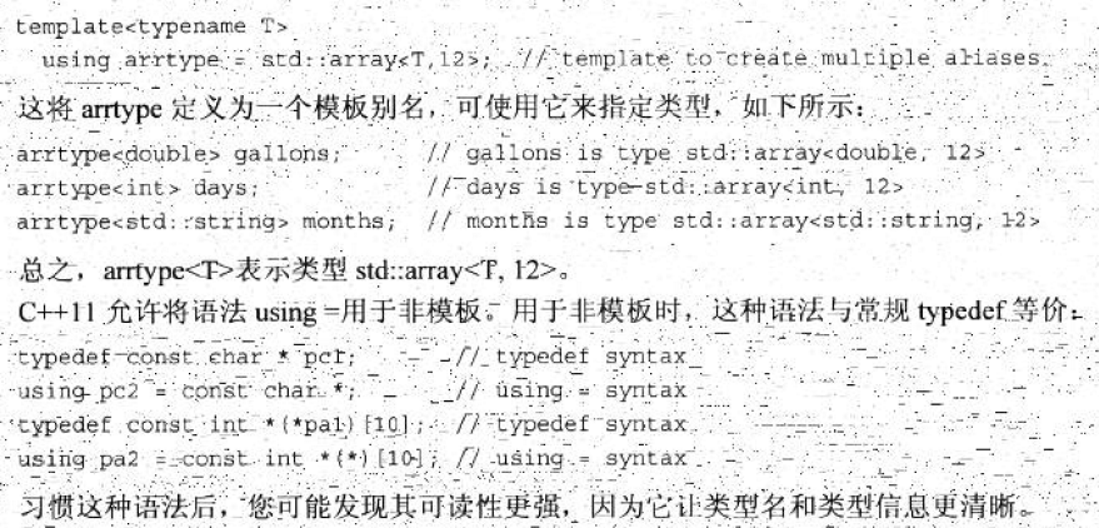 template<typename T>
using arrtype = std::array<T,12>; // template to create multiple aliases
这将 arrtype 定义为一个模板别名，可使用它来指定类型，如下所示：
arrtype<double> gallons; // gallons is type std::array<double, 12>
arrtype<int> days; // days is type std::array<int, 12>
arrtype<std::string> months; // months is type std::array<std::string, 12>
总之，arrtype<T>表示类型 std::array<T, 12>。
C++11 允许将语法 using =用于非模板。用于非模板时，这种语法与常规 typedef 等价：
typedef const char * pc1; // typedef syntax
using pc2 = const char *; // using = syntax
typedef const int *(*pa1)[10]; // typedef syntax
using pa2 = const int *(*)[10]; // using = syntax
习惯这种语法后，您可能发现其可读性更强，因为它让类型名和类型信息更清晰。